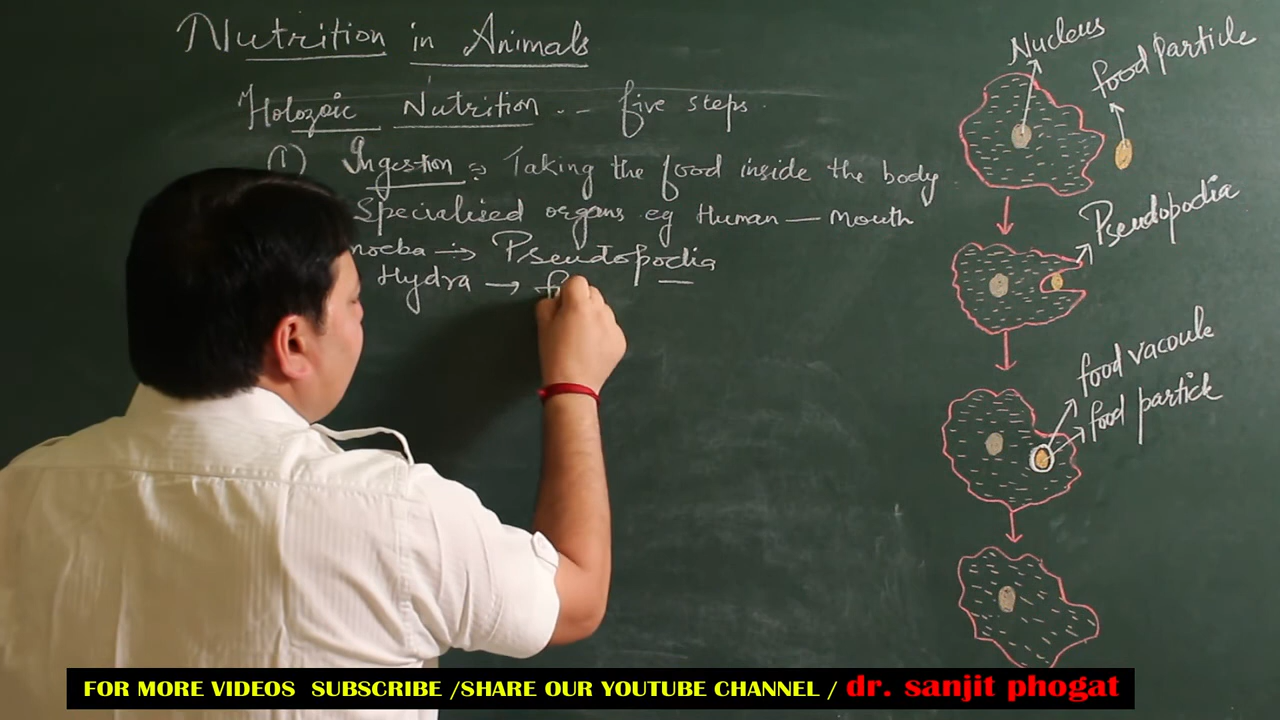 Nutrition in Animals
Holozoic Nutrition -- five steps.
(1) Ingestion :- Taking the food inside the body
Specialised organs eg Human — Mouth
moeba :-> Pseudopodia
Hydra →
Nucleus
food particle
Pseudopodia
food vacoule
food particle
FOR MORE VIDEOS SUBSCRIBE /SHARE OUR YOUTUBE CHANNEL / dr. sanjit phogat